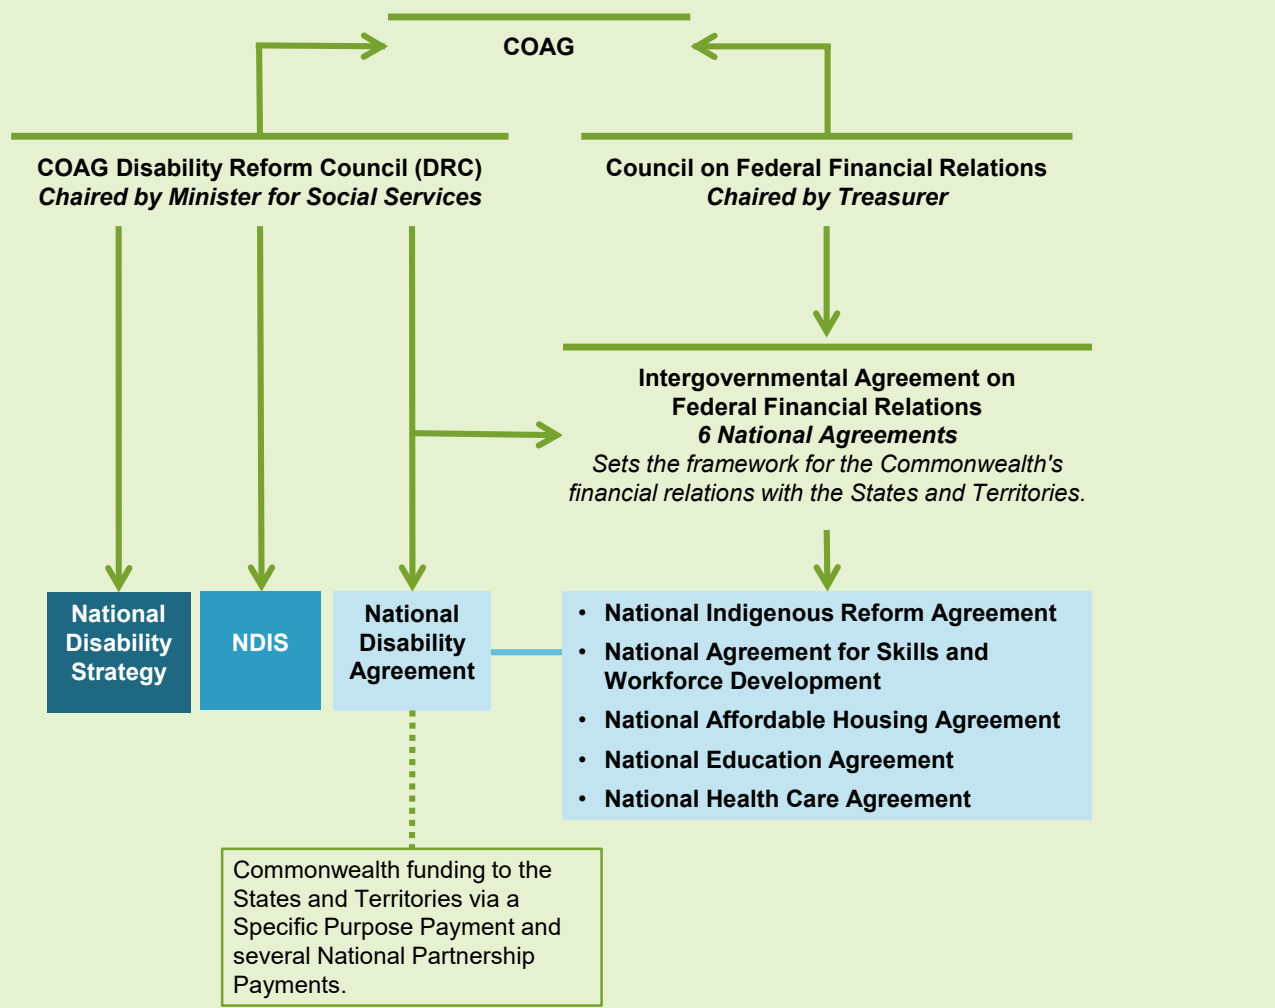 COAG
COAG Disability Reform Council (DRC)
Chaired by Minister for Social Services
Council on Federal Financial Relations
Chaired by Treasurer
Intergovernmental Agreement on
Federal Financial Relations
6 National Agreements
Sets the framework for the Commonwealth's
financial relations with the States and Territories.
National
Disability
Strategy
NDIS
National
Disability
Agreement
• National Indigenous Reform Agreement
• National Agreement for Skills and
Workforce Development
• National Affordable Housing Agreement
• National Education Agreement
• National Health Care Agreement
Commonwealth funding to the
States and Territories via a
Specific Purpose Payment and
several National Partnership
Payments.